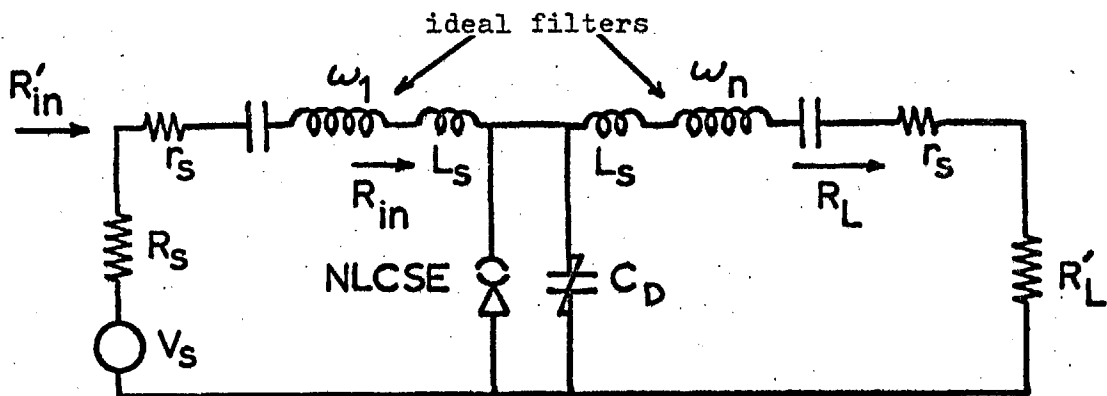 ideal filters
R'in
ω1
ωn
rs
Ls
Ls
rs
Rin
RL
Rs
NLCSE
CD
R'L
Vs